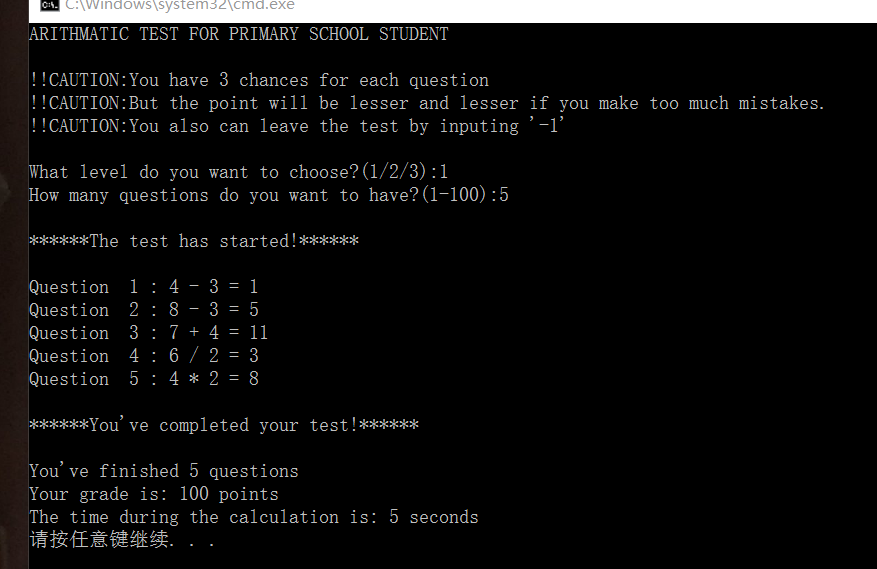 C:\Windows\system32\cmd.exe
ARITHMATIC TEST FOR PRIMARY SCHOOL STUDENT
!!CAUTION:You have 3 chances for each question
!!CAUTION:But the point will be lesser and lesser if you make too much mistakes.
!!CAUTION:You also can leave the test by inputing '-1'
What level do you want to choose?(1/2/3):1
How many questions do you want to have?(1-100):5
******The test has started!******
Question  1 : 4 - 3 = 1
Question  2 : 8 - 3 = 5
Question  3 : 7 + 4 = 11
Question  4 : 6 / 2 = 3
Question  5 : 4 * 2 = 8
******You've completed your test!******
You've finished 5 questions
Your grade is: 100 points
The time during the calculation is: 5 seconds
请按任意键继续. . .